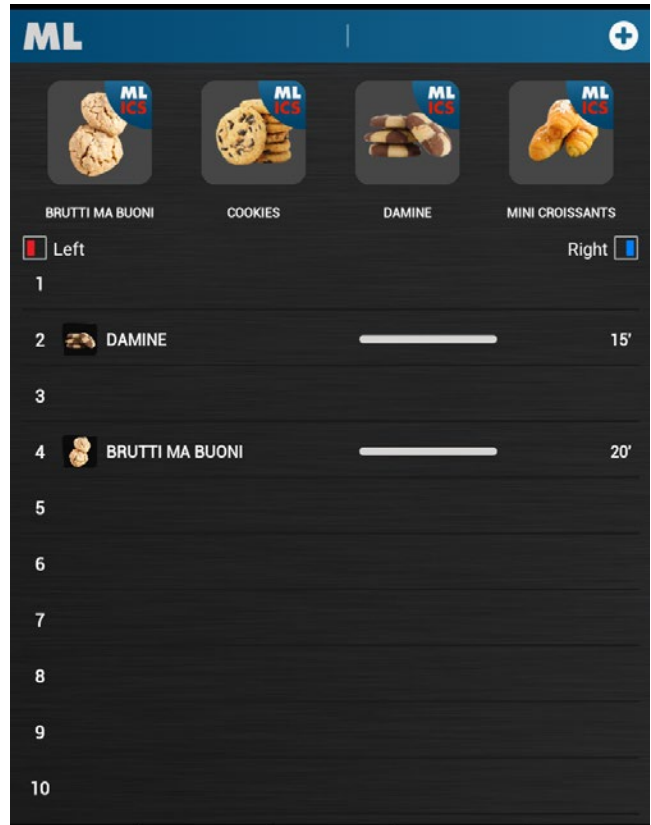 ML
ML ICS
ML ICS
ML ICS
ML ICS
BRUTTI MA BUONI
COOKIES
DAMINE
MINI CROISSANTS
Left
Right
1
2 DAMINE 15'
3
4 BRUTTI MA BUONI 20'
5
6
7
8
9
10